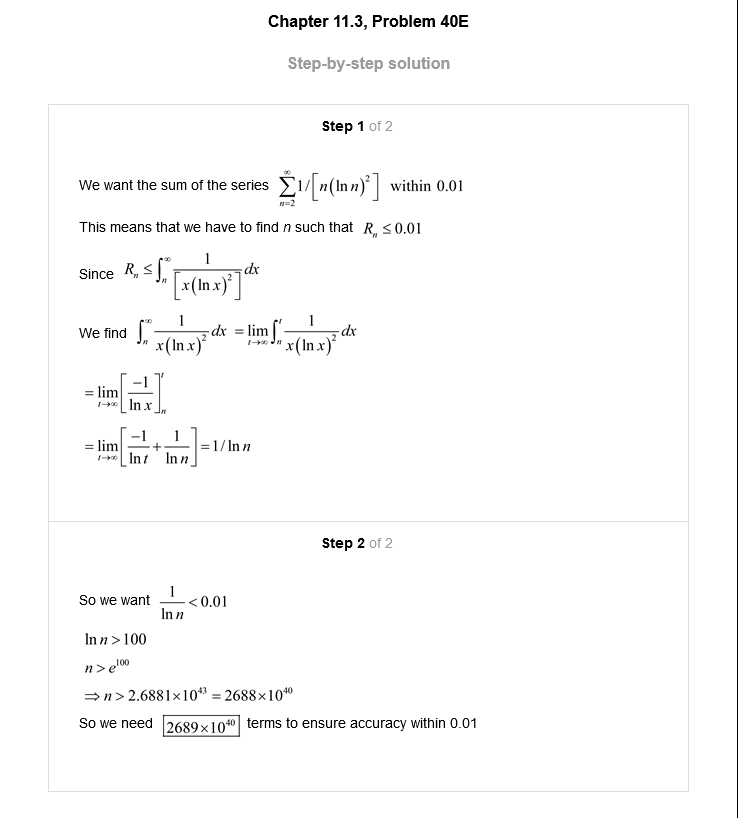 Chapter 11.3, Problem 40E
Step-by-step solution
Step 1 of 2
We want the sum of the series $\sum_{n=2}^{\infty} 1/\left[n(\ln n)^2\right]$ within 0.01
This means that we have to find n such that $R_n \leq 0.01$
Since $R_n \leq \int_n^{\infty} \frac{1}{\left[x(\ln x)^2\right]} dx$
We find $\int_n^{\infty} \frac{1}{x(\ln x)^2} dx = \lim_{t \to \infty} \int_n^t \frac{1}{x(\ln x)^2} dx$
$= \lim_{t \to \infty} \left[\frac{-1}{\ln x}\right]_n^t$
$= \lim_{t \to \infty} \left[\frac{-1}{\ln t} + \frac{1}{\ln n}\right] = 1/\ln n$
Step 2 of 2
So we want $\frac{1}{\ln n} < 0.01$
$\ln n > 100$
$n > e^{100}$
$\Rightarrow n > 2.6881 \times 10^{43} = 2688 \times 10^{40}$
So we need $\boxed{2689 \times 10^{40}}$ terms to ensure accuracy within 0.01